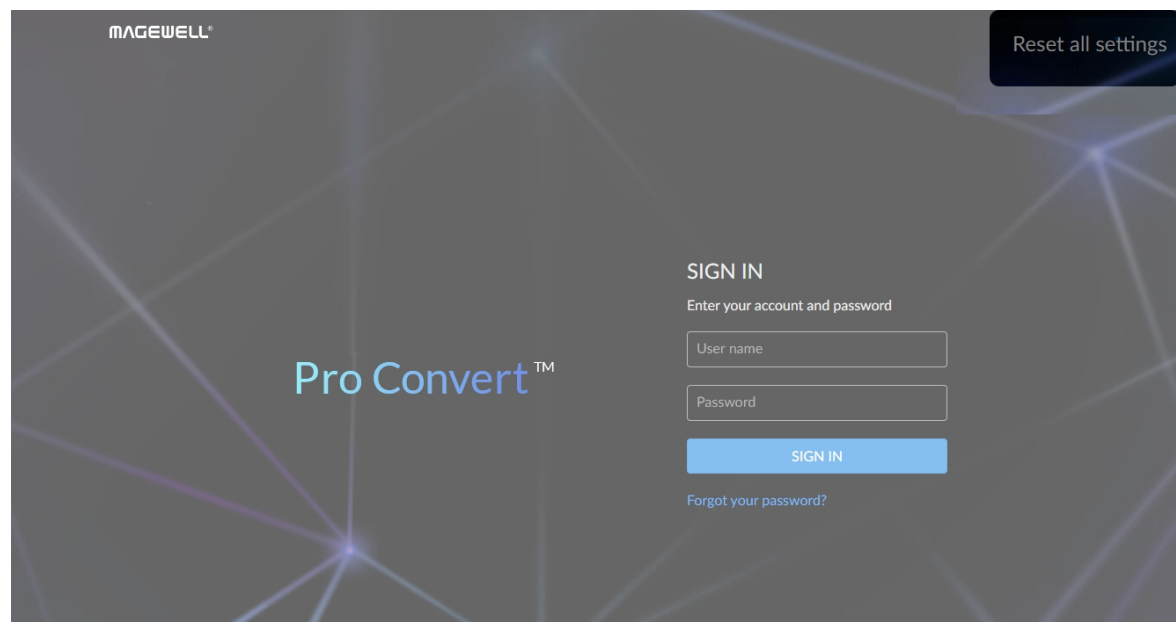 MAGEWELL®
Reset all settings
SIGN IN
Enter your account and password
User name
Pro Convert™
Password
SIGN IN
Forgot your password?